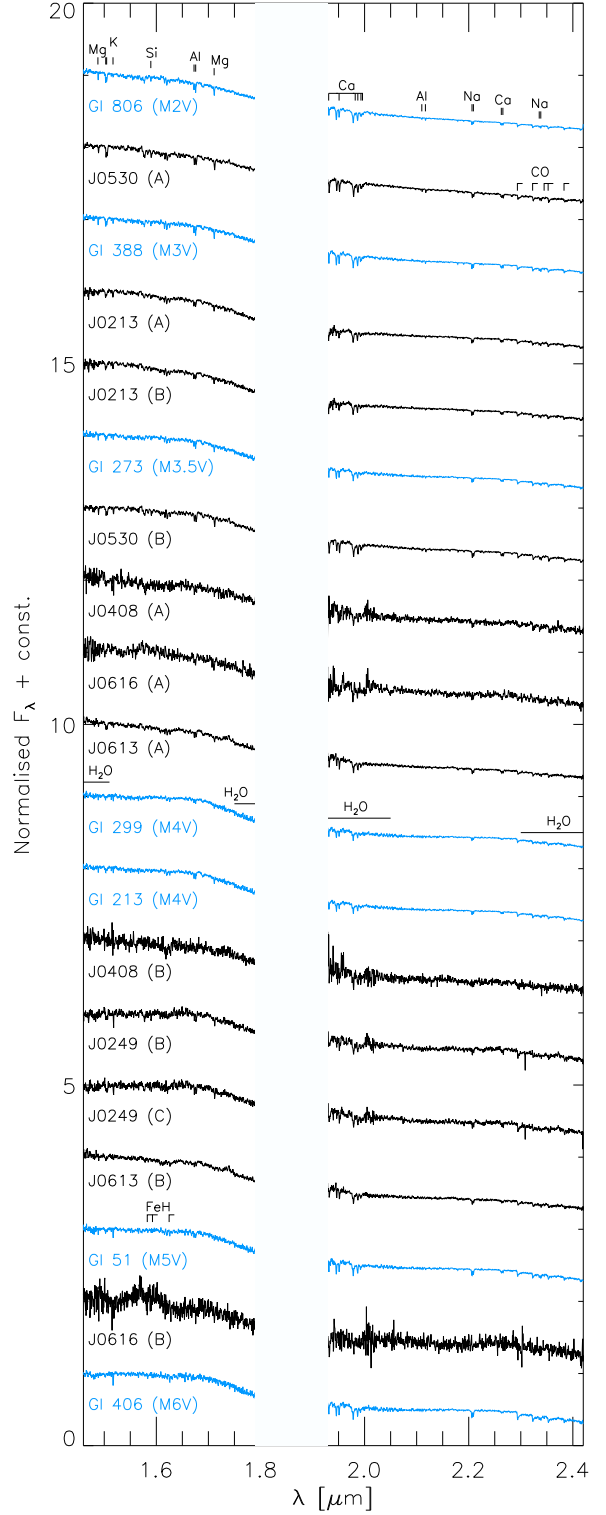 Mg K Si Al Mg
Gl 806 (M2V)
Ca Al Na Ca Na
J0530 (A)
CO
Gl 388 (M3V)
J0213 (A)
15
J0213 (B)
Gl 273 (M3.5V)
J0530 (B)
J0408 (A)
J0616 (A)
10
J0613 (A)
H₂O H₂O H₂O H₂O
Gl 299 (M4V)
Gl 213 (M4V)
J0408 (B)
J0249 (B)
5
J0249 (C)
J0613 (B)
FeH
Gl 51 (M5V)
J0616 (B)
Gl 406 (M6V)
20
0
1.6 1.8 2.0 2.2 2.4
λ [μm]
Normalised F_λ + const.